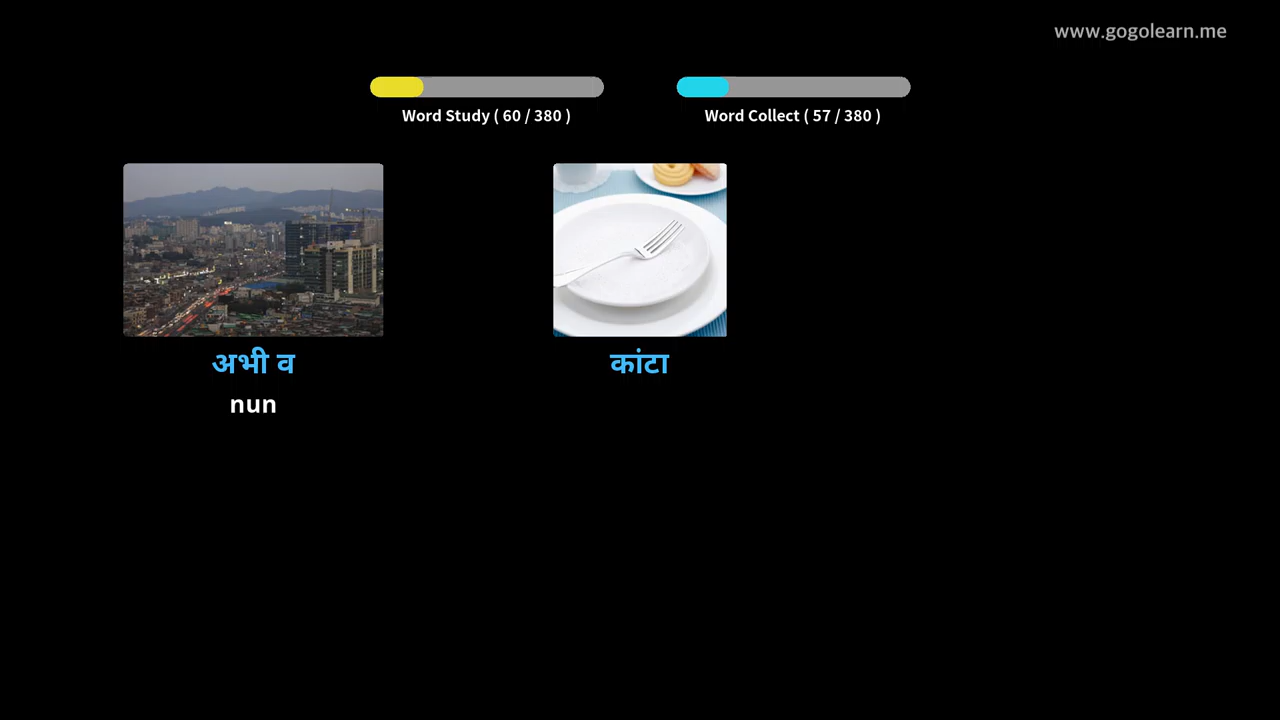 www.gogolearn.me
Word Study ( 60 / 380 )
Word Collect ( 57 / 380 )
अभी व
कांटा
nun